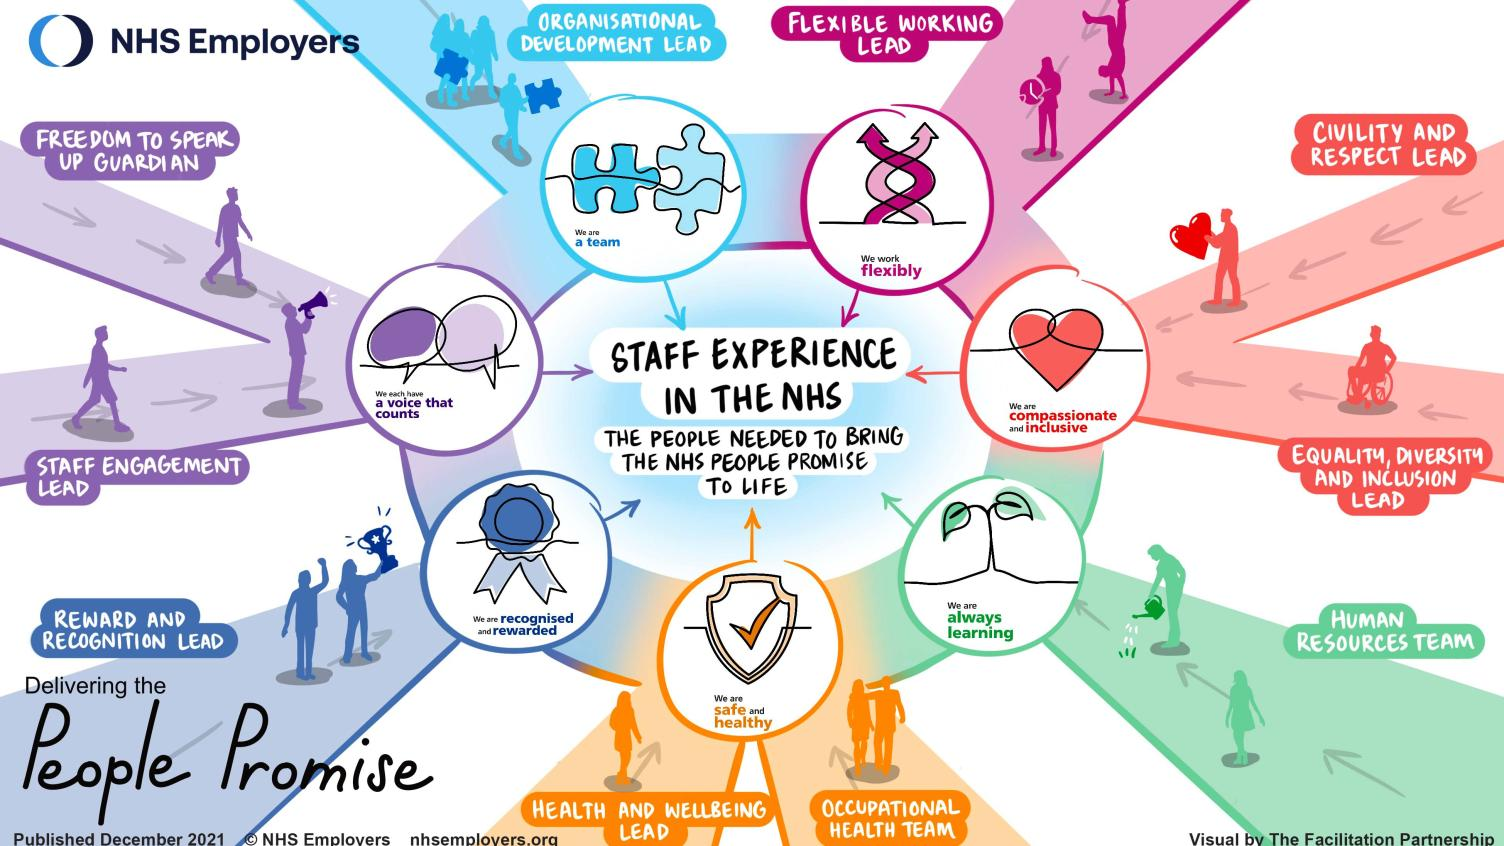 NHS Employers
ORGANISATIONAL
DEVELOPMENT LEAD
FLEXIBLE WORKING
LEAD
FREEDOM TO SPEAK
UP GUARDIAN
CIVILITY AND
RESPECT LEAD
We are
a team
We work
flexibly
We each have
a voice that
counts
We are
compassionate
and inclusive
STAFF EXPERIENCE
IN THE NHS
THE PEOPLE NEEDED TO BRING
THE NHS PEOPLE PROMISE
TO LIFE
STAFF ENGAGEMENT
LEAD
EQUALITY, DIVERSITY
AND INCLUSION
LEAD
We are recognised
and rewarded
We are
always
learning
We are
safe and
healthy
REWARD AND
RECOGNITION LEAD
HUMAN
RESOURCES TEAM
Delivering the
People Promise
HEALTH AND WELLBEING
LEAD
OCCUPATIONAL
HEALTH TEAM
Published December 2021 © NHS Employers nhsemployers.org
Visual by The Facilitation Partnership